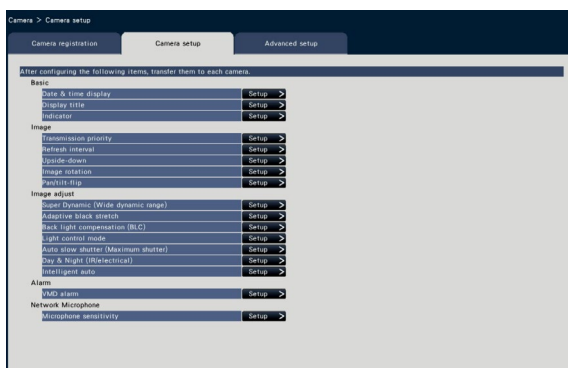 Camera > Camera setup
Camera registration Camera setup Advanced setup
After configuring the following items, transfer them to each camera.
Basic
Date & time display Setup >
Display title Setup >
Indicator Setup >
Image
Transmission priority Setup >
Refresh interval Setup >
Upside-down Setup >
Image rotation Setup >
Pan/tilt-flip Setup >
Image adjust
Super Dynamic (Wide dynamic range) Setup >
Adaptive black stretch Setup >
Back light compensation (BLC) Setup >
Light control mode Setup >
Auto slow shutter (Maximum shutter) Setup >
Day & Night (IR/electrical) Setup >
Intelligent auto Setup >
Alarm
VMD alarm Setup >
Network Microphone
Microphone sensitivity Setup >